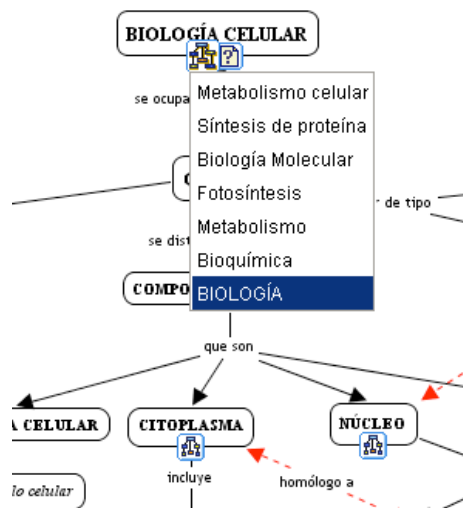 BIOLOGÍA CELULAR
se ocupa
Metabolismo celular
Síntesis de proteína
Biología Molecular
Fotosíntesis
Metabolismo
Bioquímica
BIOLOGÍA
de tipo
se dist
COMPO
que son
A CELULAR
CITOPLASMA
NÚCLEO
incluye
homólogo a
lo celular